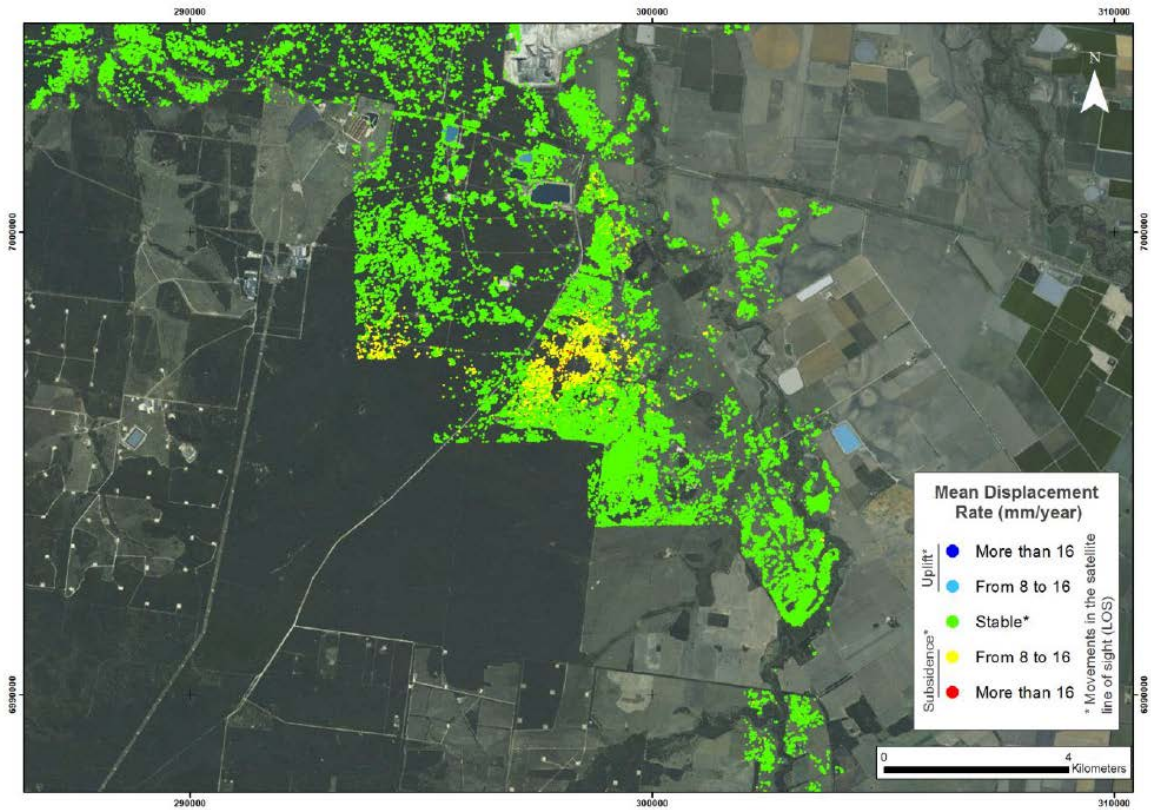 290000
300000
310000
N
7000000
7000000
Mean Displacement
Rate (mm/year)
Uplift*
More than 16
From 8 to 16
Stable*
Subsidence*
From 8 to 16
More than 16
* Movements in the satellite
line of sight (LOS)
6990000
6990000
0
4
Kilometers
290000
300000
310000